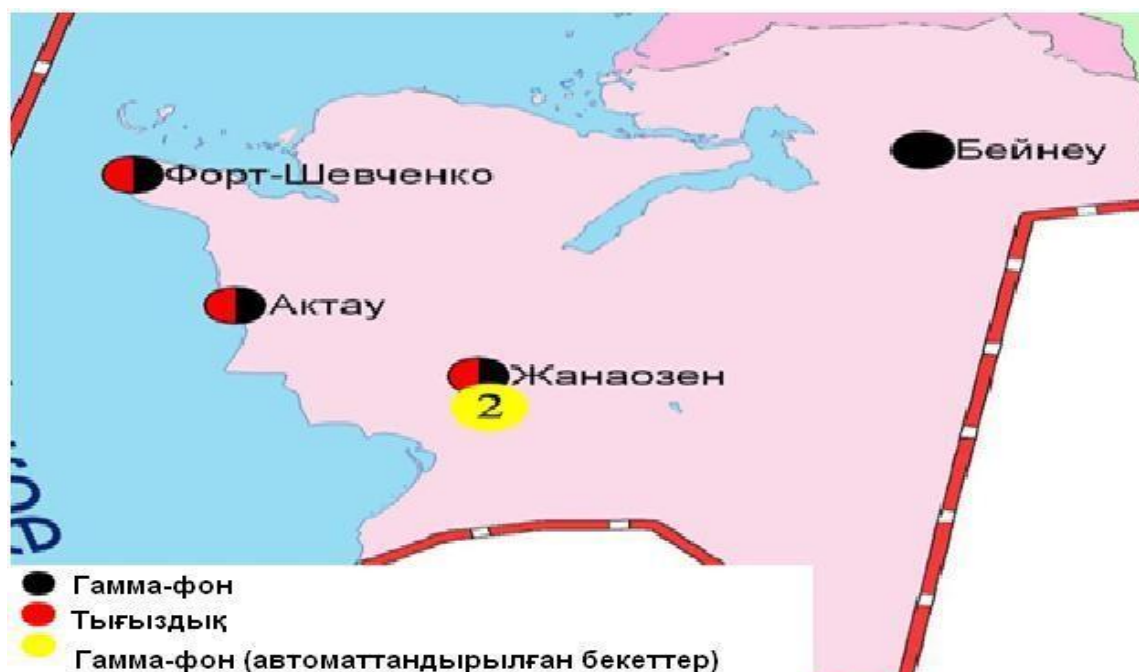 Бейнеу
Форт-Шевченко
Актау
Жанаозен
2
Гамма-фон
Тығыздық
Гамма-фон (автоматтандырылған бекеттер)